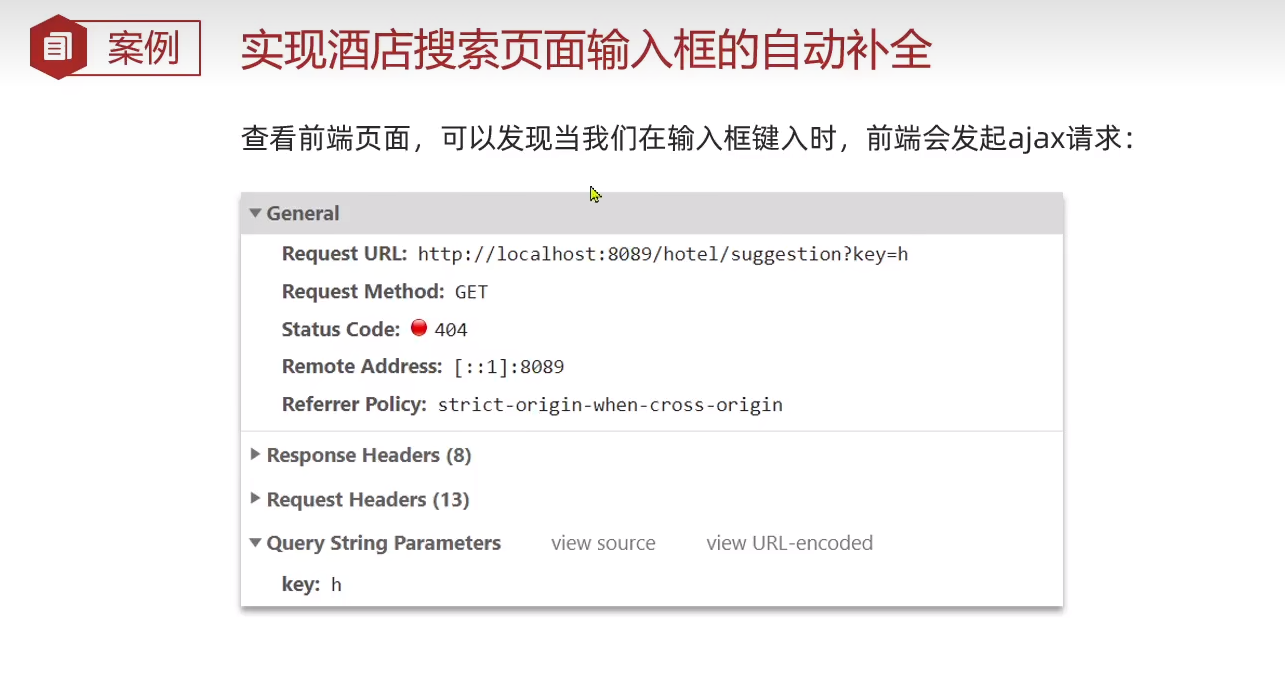 案例
实现酒店搜索页面输入框的自动补全
查看前端页面，可以发现当我们在输入框键入时，前端会发起ajax请求：
General
Request URL: http://localhost:8089/hotel/suggestion?key=h
Request Method: GET
Status Code: 404
Remote Address: [::1]:8089
Referrer Policy: strict-origin-when-cross-origin
Response Headers (8)
Request Headers (13)
Query String Parameters view source view URL-encoded
key: h